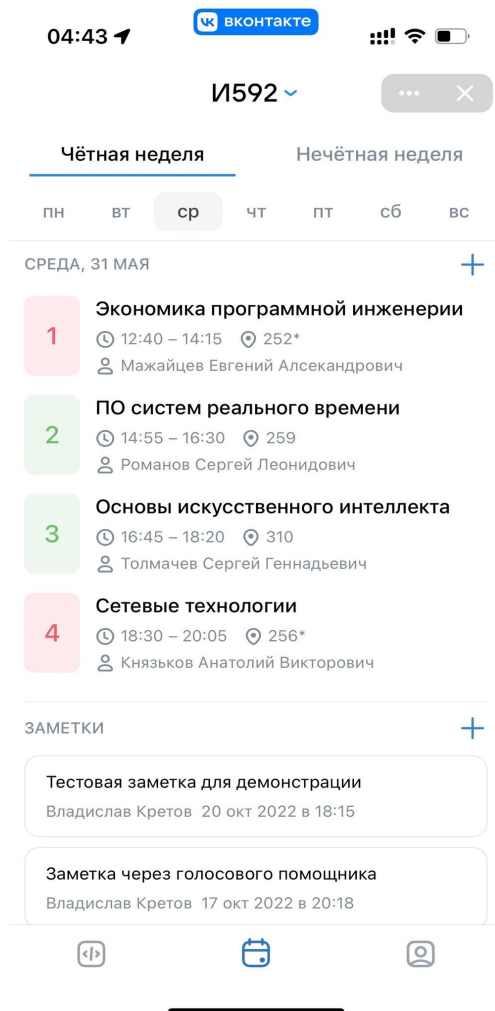 04:43
вконтакте
И592
Чётная неделя Нечётная неделя
пн вт ср чт пт сб вс
СРЕДА, 31 МАЯ
1
Экономика программной инженерии
12:40 – 14:15 252*
Мажайцев Евгений Алсекандрович
2
ПО систем реального времени
14:55 – 16:30 259
Романов Сергей Леонидович
3
Основы искусственного интеллекта
16:45 – 18:20 310
Толмачев Сергей Геннадьевич
4
Сетевые технологии
18:30 – 20:05 256*
Князьков Анатолий Викторович
ЗАМЕТКИ
Тестовая заметка для демонстрации
Владислав Кретов 20 окт 2022 в 18:15
Заметка через голосового помощника
Владислав Кретов 17 окт 2022 в 20:18